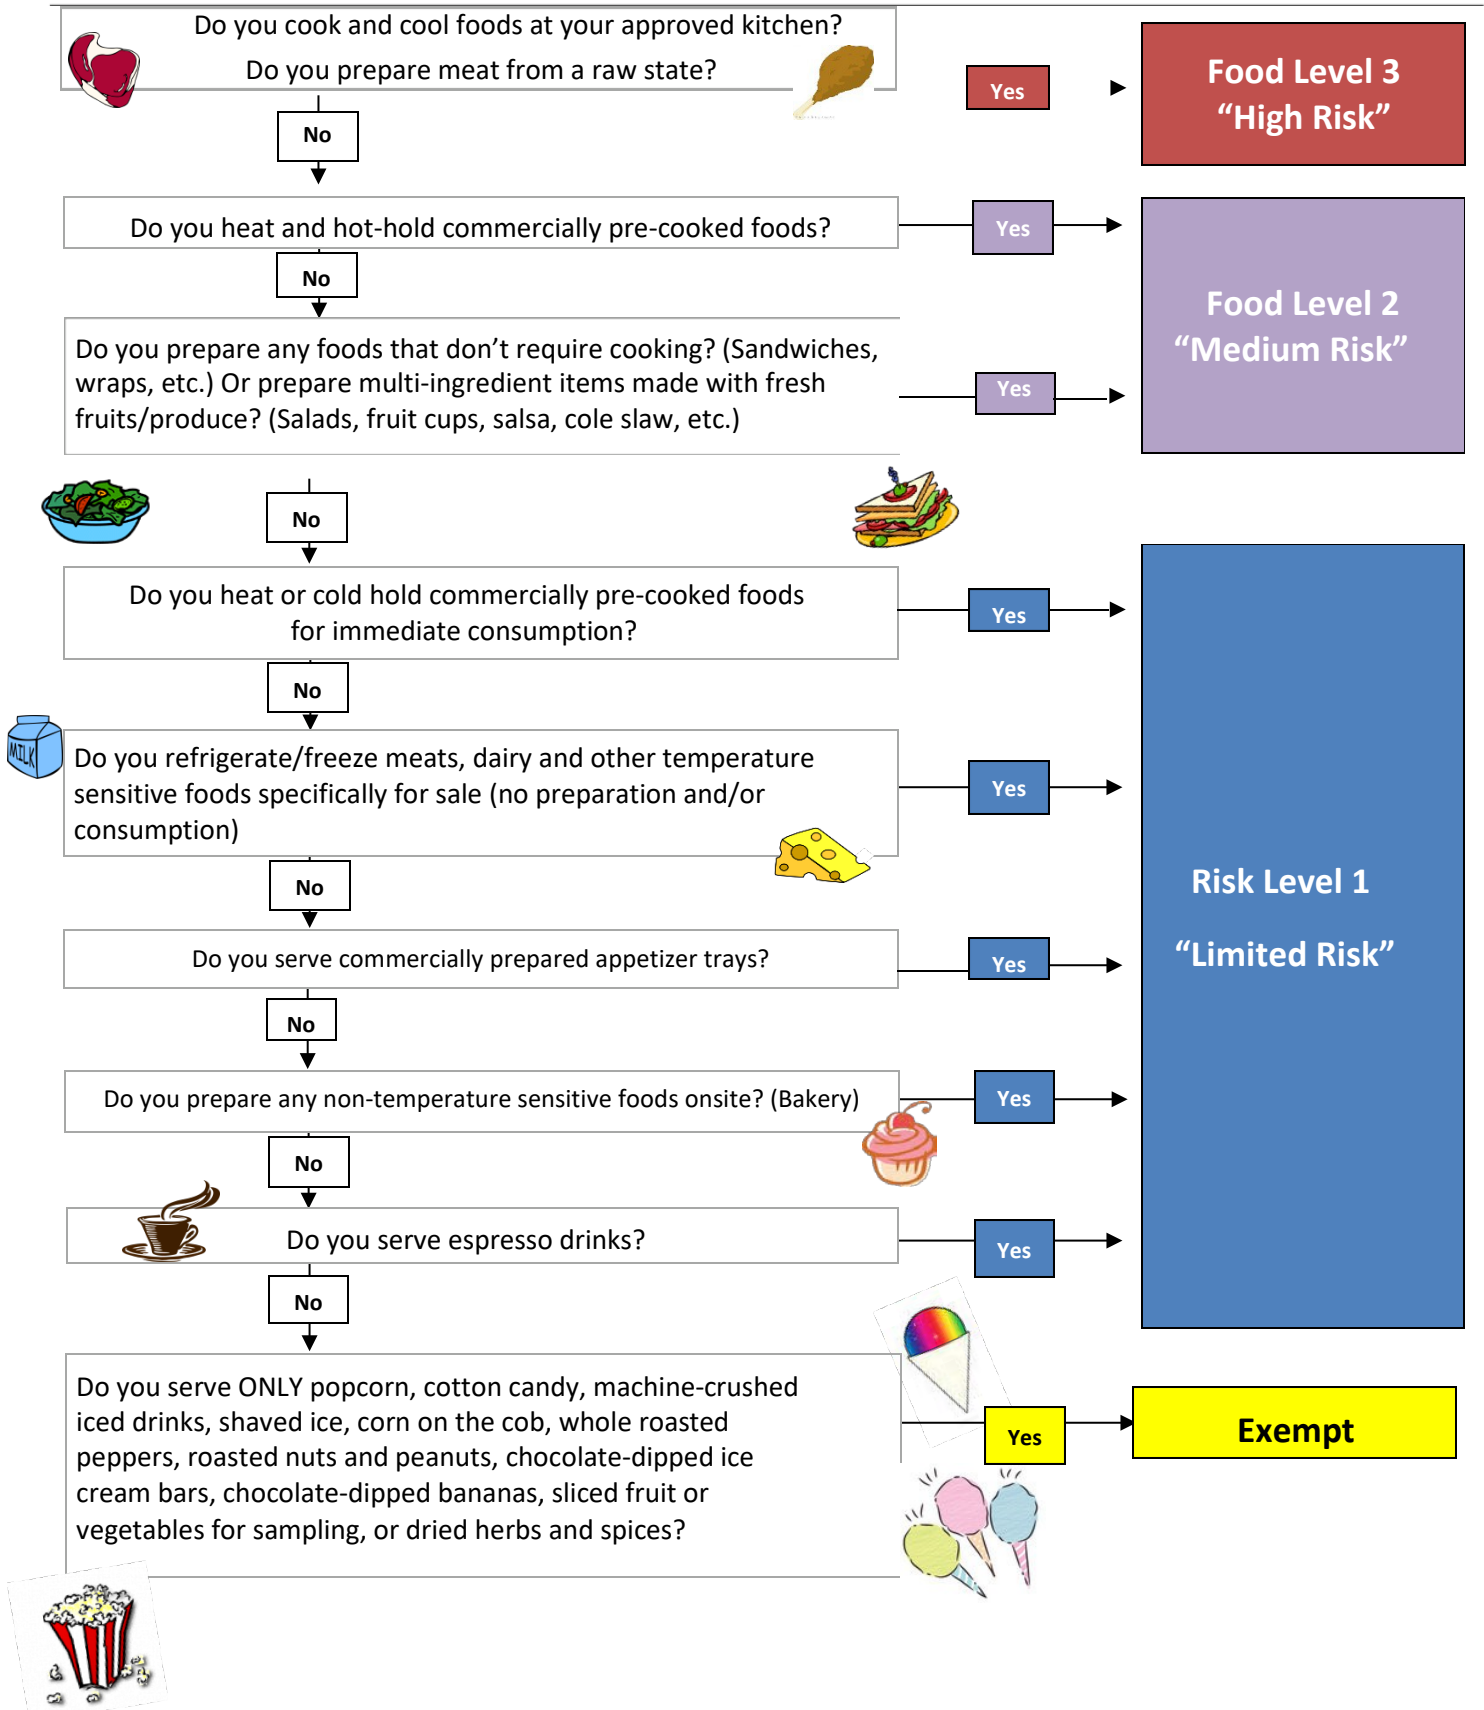 Do you cook and cool foods at your approved kitchen?
Do you prepare meat from a raw state?
Yes
Food Level 3
“High Risk”
No
Do you heat and hot-hold commercially pre-cooked foods?
Yes
No
Food Level 2
“Medium Risk”
Do you prepare any foods that don’t require cooking? (Sandwiches,
wraps, etc.) Or prepare multi-ingredient items made with fresh
fruits/produce? (Salads, fruit cups, salsa, cole slaw, etc.)
Yes
No
Do you heat or cold hold commercially pre-cooked foods
for immediate consumption?
Yes
No
MILK
Do you refrigerate/freeze meats, dairy and other temperature
sensitive foods specifically for sale (no preparation and/or
consumption)
Yes
No
Risk Level 1
“Limited Risk”
Do you serve commercially prepared appetizer trays?
Yes
No
Do you prepare any non-temperature sensitive foods onsite? (Bakery)
Yes
No
Do you serve espresso drinks?
Yes
No
Do you serve ONLY popcorn, cotton candy, machine-crushed
iced drinks, shaved ice, corn on the cob, whole roasted
peppers, roasted nuts and peanuts, chocolate-dipped ice
cream bars, chocolate-dipped bananas, sliced fruit or
vegetables for sampling, or dried herbs and spices?
Yes
Exempt